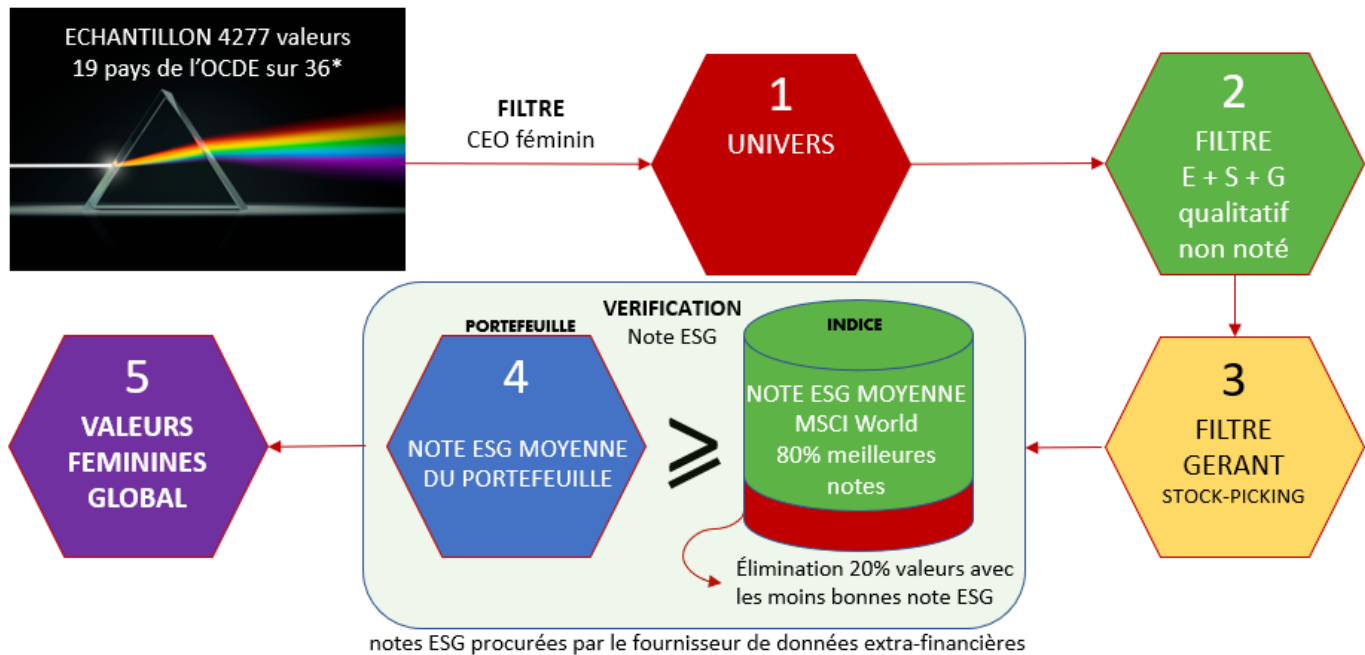 ECHANTILLON 4277 valeurs
19 pays de l'OCDE sur 36*
FILTRE
CEO féminin
1
UNIVERS
2
FILTRE
E + S + G
qualitatif
non noté
3
FILTRE
GERANT
STOCK-PICKING
VERIFICATION
Note ESG
PORTEFEUILLE
4
NOTE ESG MOYENNE
DU PORTEFEUILLE
⩾
INDICE
NOTE ESG MOYENNE
MSCI World
80% meilleures
notes
Élimination 20% valeurs avec
les moins bonnes note ESG
5
VALEURS
FEMININES
GLOBAL
notes ESG procurées par le fournisseur de données extra-financières